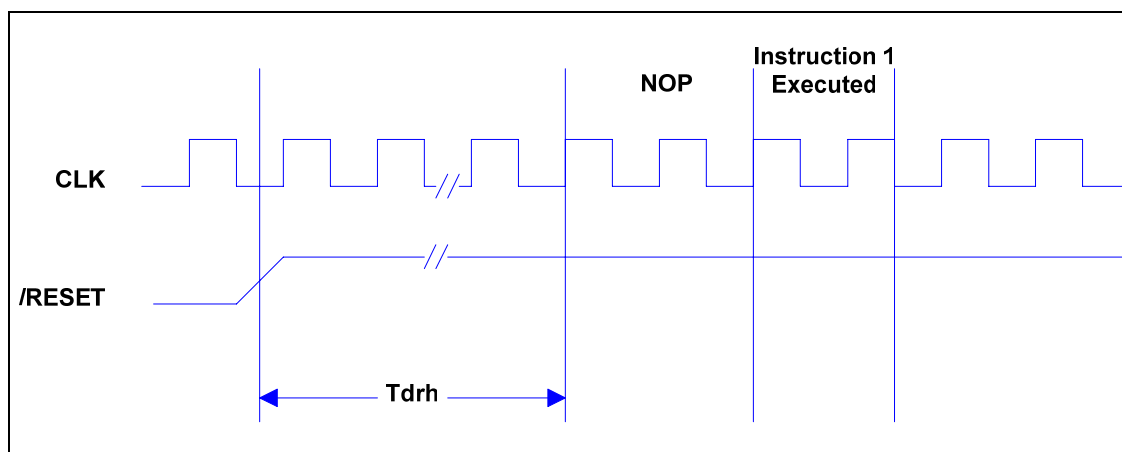 Instruction 1
Executed
NOP
CLK
/RESET
Tdrh